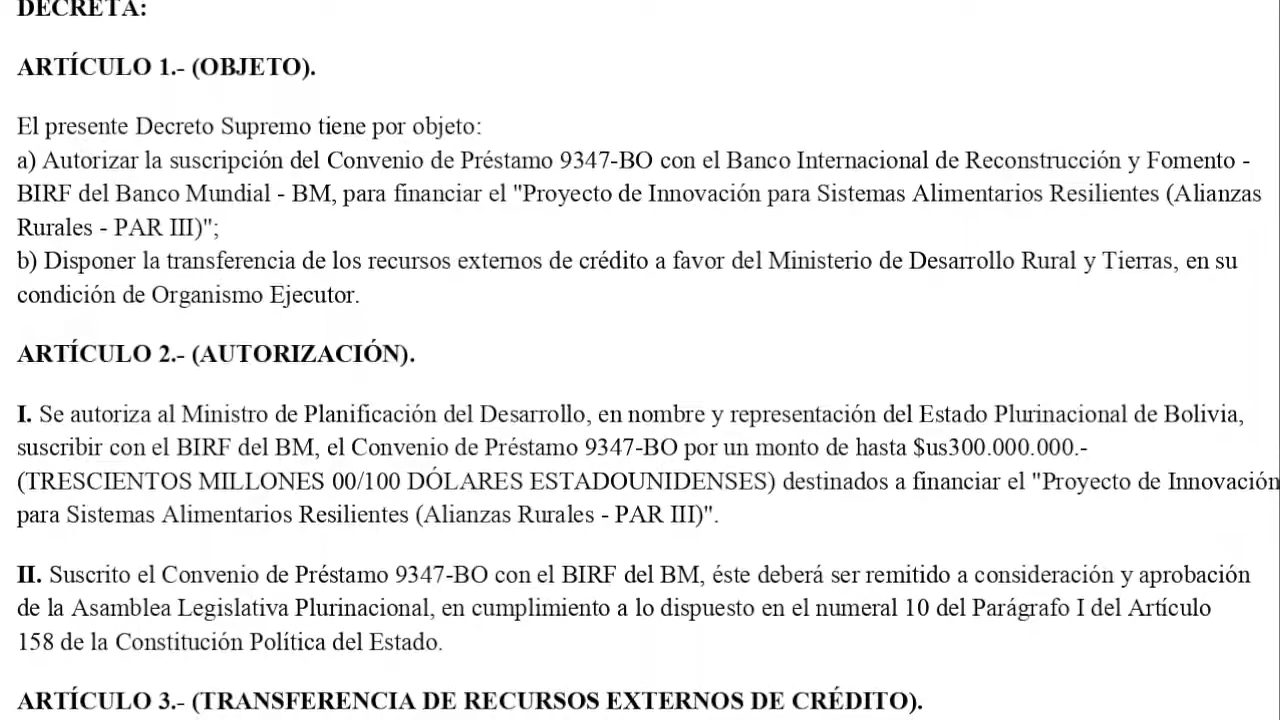 DECRETA:
ARTÍCULO 1.- (OBJETO).
El presente Decreto Supremo tiene por objeto:
a) Autorizar la suscripción del Convenio de Préstamo 9347-BO con el Banco Internacional de Reconstrucción y Fomento -
BIRF del Banco Mundial - BM, para financiar el "Proyecto de Innovación para Sistemas Alimentarios Resilientes (Alianzas
Rurales - PAR III)";
b) Disponer la transferencia de los recursos externos de crédito a favor del Ministerio de Desarrollo Rural y Tierras, en su
condición de Organismo Ejecutor.
ARTÍCULO 2.- (AUTORIZACIÓN).
I. Se autoriza al Ministro de Planificación del Desarrollo, en nombre y representación del Estado Plurinacional de Bolivia,
suscribir con el BIRF del BM, el Convenio de Préstamo 9347-BO por un monto de hasta $us300.000.000.-
(TRESCIENTOS MILLONES 00/100 DÓLARES ESTADOUNIDENSES) destinados a financiar el "Proyecto de Innovación
para Sistemas Alimentarios Resilientes (Alianzas Rurales - PAR III)".
II. Suscrito el Convenio de Préstamo 9347-BO con el BIRF del BM, éste deberá ser remitido a consideración y aprobación
de la Asamblea Legislativa Plurinacional, en cumplimiento a lo dispuesto en el numeral 10 del Parágrafo I del Artículo
158 de la Constitución Política del Estado.
ARTÍCULO 3.- (TRANSFERENCIA DE RECURSOS EXTERNOS DE CRÉDITO).